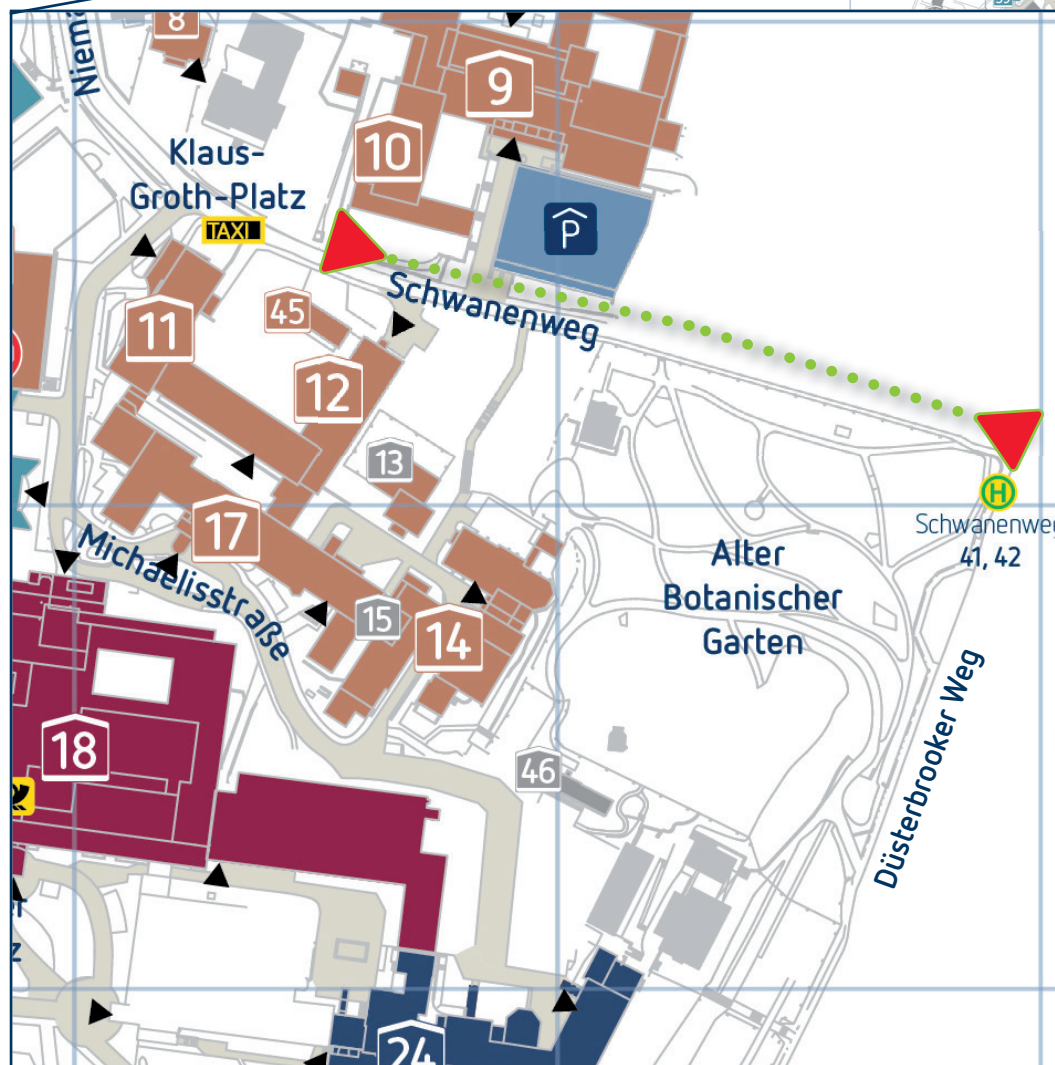 8
Niem
9
10
Klaus-
Groth-Platz
TAXI
P
Schwanenweg
45
11
12
13
H
Schwanenweg
41, 42
17
Michaelisstraße
Alter
Botanischer
Garten
15
14
Düsterbrooker Weg
18
46
z
24